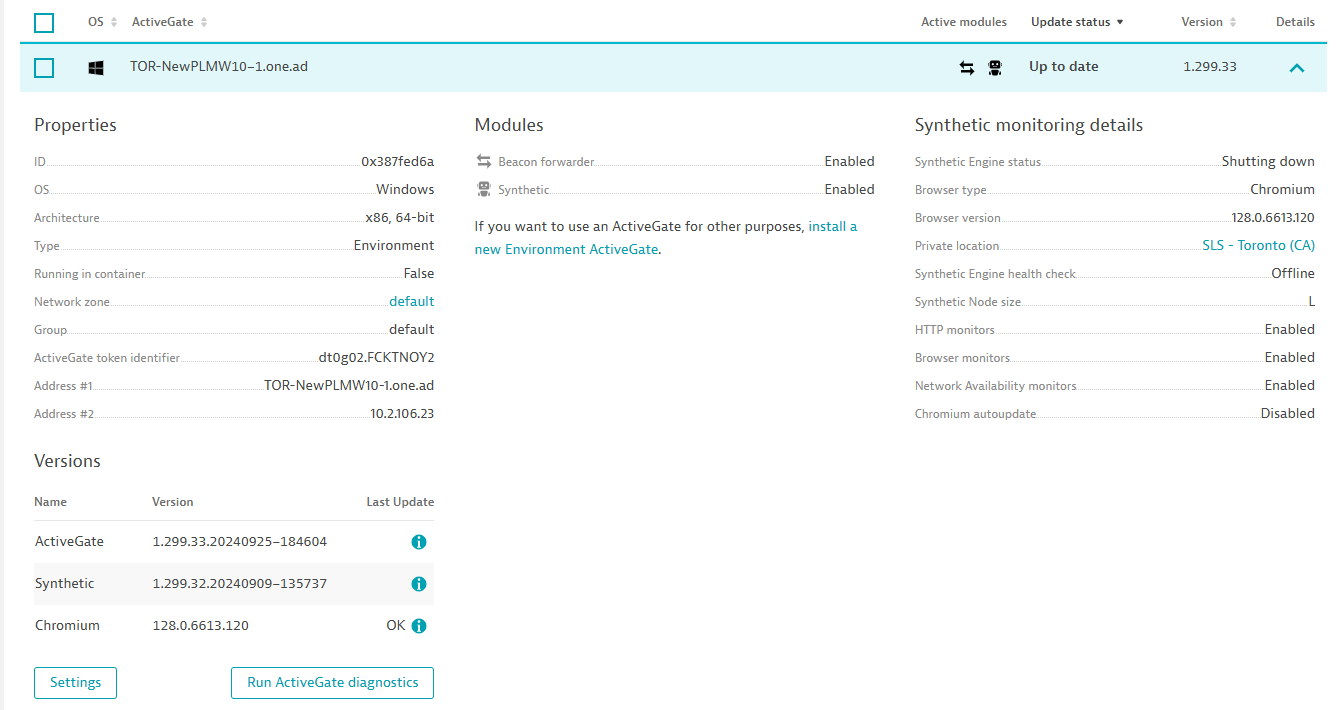 OS ActiveGate Active modules Update status Version Details
TOR-NewPLMW10–1.one.ad Up to date 1.299.33
Properties
ID 0x387fed6a
OS Windows
Architecture x86, 64-bit
Type Environment
Running in container False
Network zone default
Group default
ActiveGate token identifier dt0g02.FCKTNOY2
Address #1 TOR-NewPLMW10-1.one.ad
Address #2 10.2.106.23
Modules
Beacon forwarder Enabled
Synthetic Enabled
If you want to use an ActiveGate for other purposes, install a
new Environment ActiveGate.
Synthetic monitoring details
Synthetic Engine status Shutting down
Browser type Chromium
Browser version 128.0.6613.120
Private location SLS - Toronto (CA)
Synthetic Engine health check Offline
Synthetic Node size L
HTTP monitors Enabled
Browser monitors Enabled
Network Availability monitors Enabled
Chromium autoupdate Disabled
Versions
Name Version Last Update
ActiveGate 1.299.33.20240925–184604
Synthetic 1.299.32.20240909–135737
Chromium 128.0.6613.120 OK
Settings Run ActiveGate diagnostics